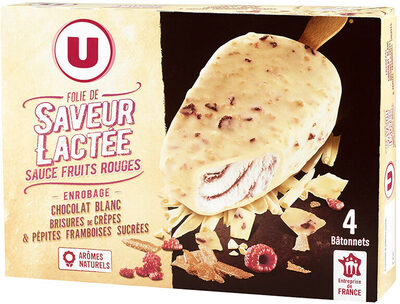 U
FOLIE DE
SAVEUR
LACTÉE
SAUCE FRUITS ROUGES
ENROBAGE
CHOCOLAT BLANC
BRISURES DE CRÊPES
& PÉPITES FRAMBOISES SUCRÉES
ARÔMES
NATURELS
4
Bâtonnets
Entreprise
de FRANCE